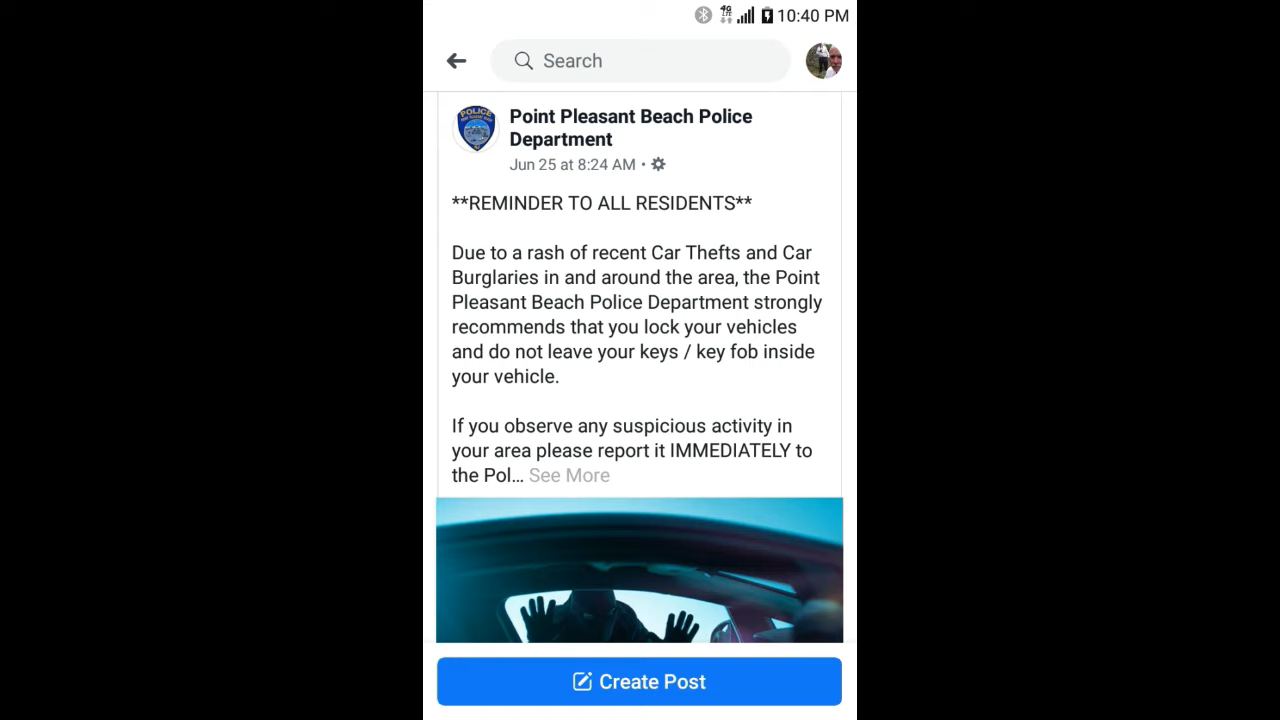 4G LTE 10:40 PM
Search
POLICE
Point Pleasant Beach Police
Department
Jun 25 at 8:24 AM •
**REMINDER TO ALL RESIDENTS**
Due to a rash of recent Car Thefts and Car
Burglaries in and around the area, the Point
Pleasant Beach Police Department strongly
recommends that you lock your vehicles
and do not leave your keys / key fob inside
your vehicle.
If you observe any suspicious activity in
your area please report it IMMEDIATELY to
the Pol... See More
Create Post